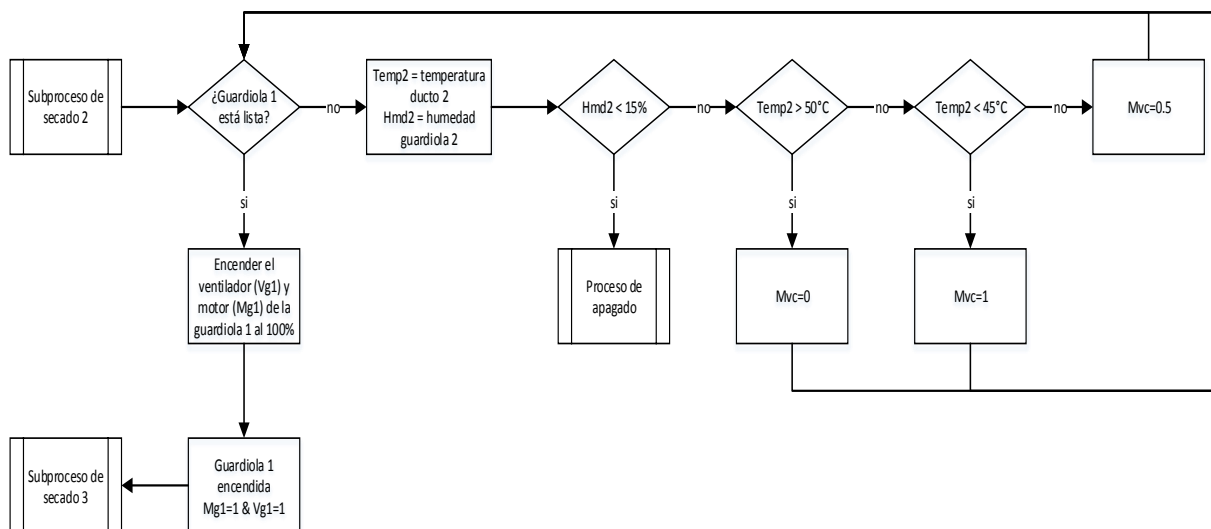 Subproceso de
secado 2
¿Guardiola 1
está lista?
no
Temp2 = temperatura
ducto 2
Hmd2 = humedad
guardiola 2
Hmd2 < 15%
no
Temp2 > 50°C
no
Temp2 < 45°C
no
Mvc=0.5
si
si
si
si
Encender el
ventilador (Vg1) y
motor (Mg1) de la
guardiola 1 al 100%
Proceso de
apagado
Mvc=0
Mvc=1
Subproceso de
secado 3
Guardiola 1
encendida
Mg1=1 & Vg1=1